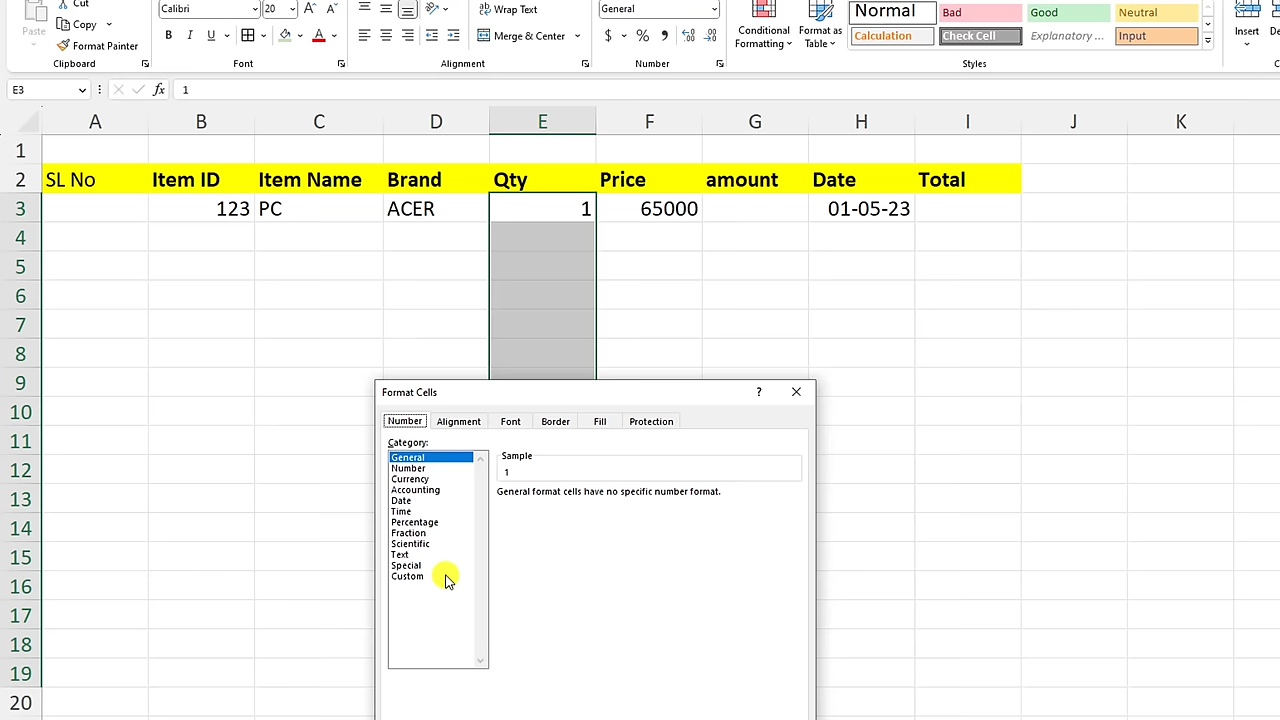 Cut
Calibri 20 A A
Wrap Text
General
Normal Bad Good Neutral
Paste
Copy
Format Painter
B I U A
Merge & Center
$ % ,
Conditional
Formatting
Format as
Table
Calculation Check Cell Explanatory ... Input
Insert
Clipboard Font Alignment Number Styles
E3 fx 1
A B C D E F G H I J K
1
2 SL No Item ID Item Name Brand Qty Price amount Date Total
3 123 PC ACER 1 65000 01-05-23
4
5
6
7
8
9
Format Cells ?
10
Number Alignment Font Border Fill Protection
11
Category:
General
Number
Currency
Accounting
Date
Time
Percentage
Fraction
Scientific
Text
Special
Custom
Sample
1
General format cells have no specific number format.
12
13
14
15
16
17
18
19
20